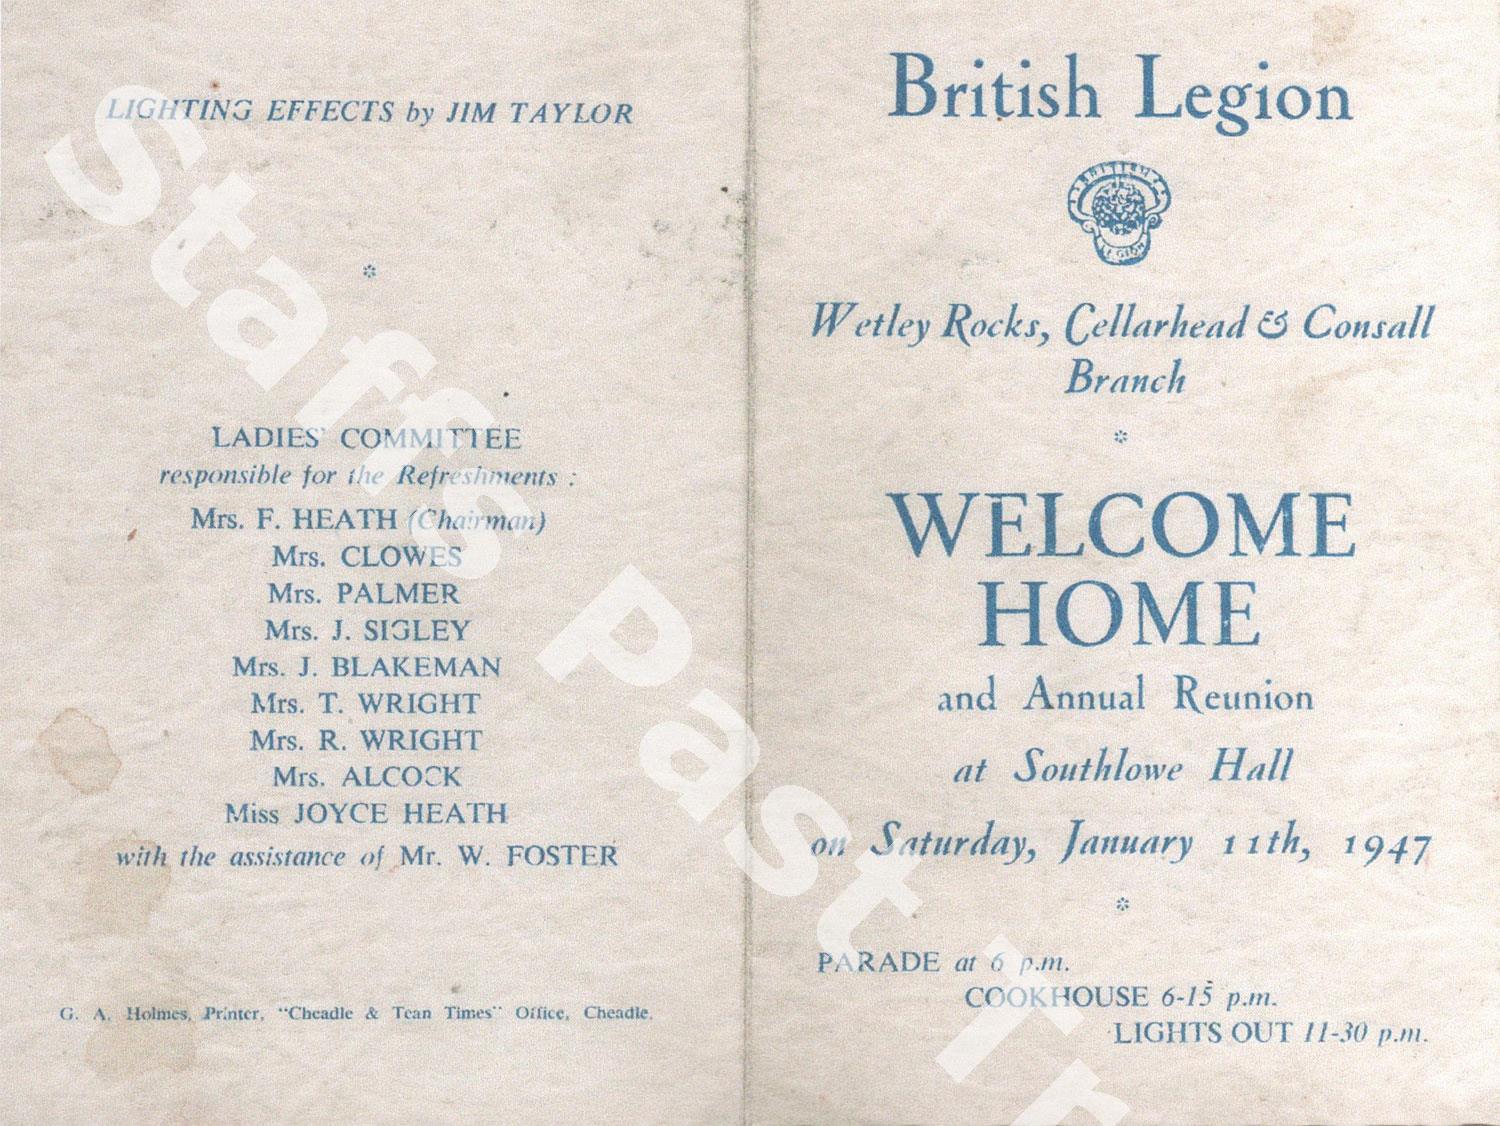 LIGHTING EFFECTS by JIM TAYLOR
LADIES' COMMITTEE
responsible for the Refreshments :
Mrs. F. HEATH (Chairman)
Mrs. CLOWES
Mrs. PALMER
Mrs. J. SIGLEY
Mrs. J. BLAKEMAN
Mrs. T. WRIGHT
Mrs. R. WRIGHT
Mrs. ALCOCK
Miss JOYCE HEATH
with the assistance of Mr. W. FOSTER
G. A. Holmes, Printer, "Cheadle & Tean Times" Office, Cheadle.
British Legion
BRITISH
LEGION
Wetley Rocks, Cellarhead & Consall
Branch
WELCOME
HOME
and Annual Reunion
at Southlowe Hall
on Saturday, January 11th, 1947
PARADE at 6 p.m.
COOKHOUSE 6-15 p.m.
LIGHTS OUT 11-30 p.m.
Staffs Past T